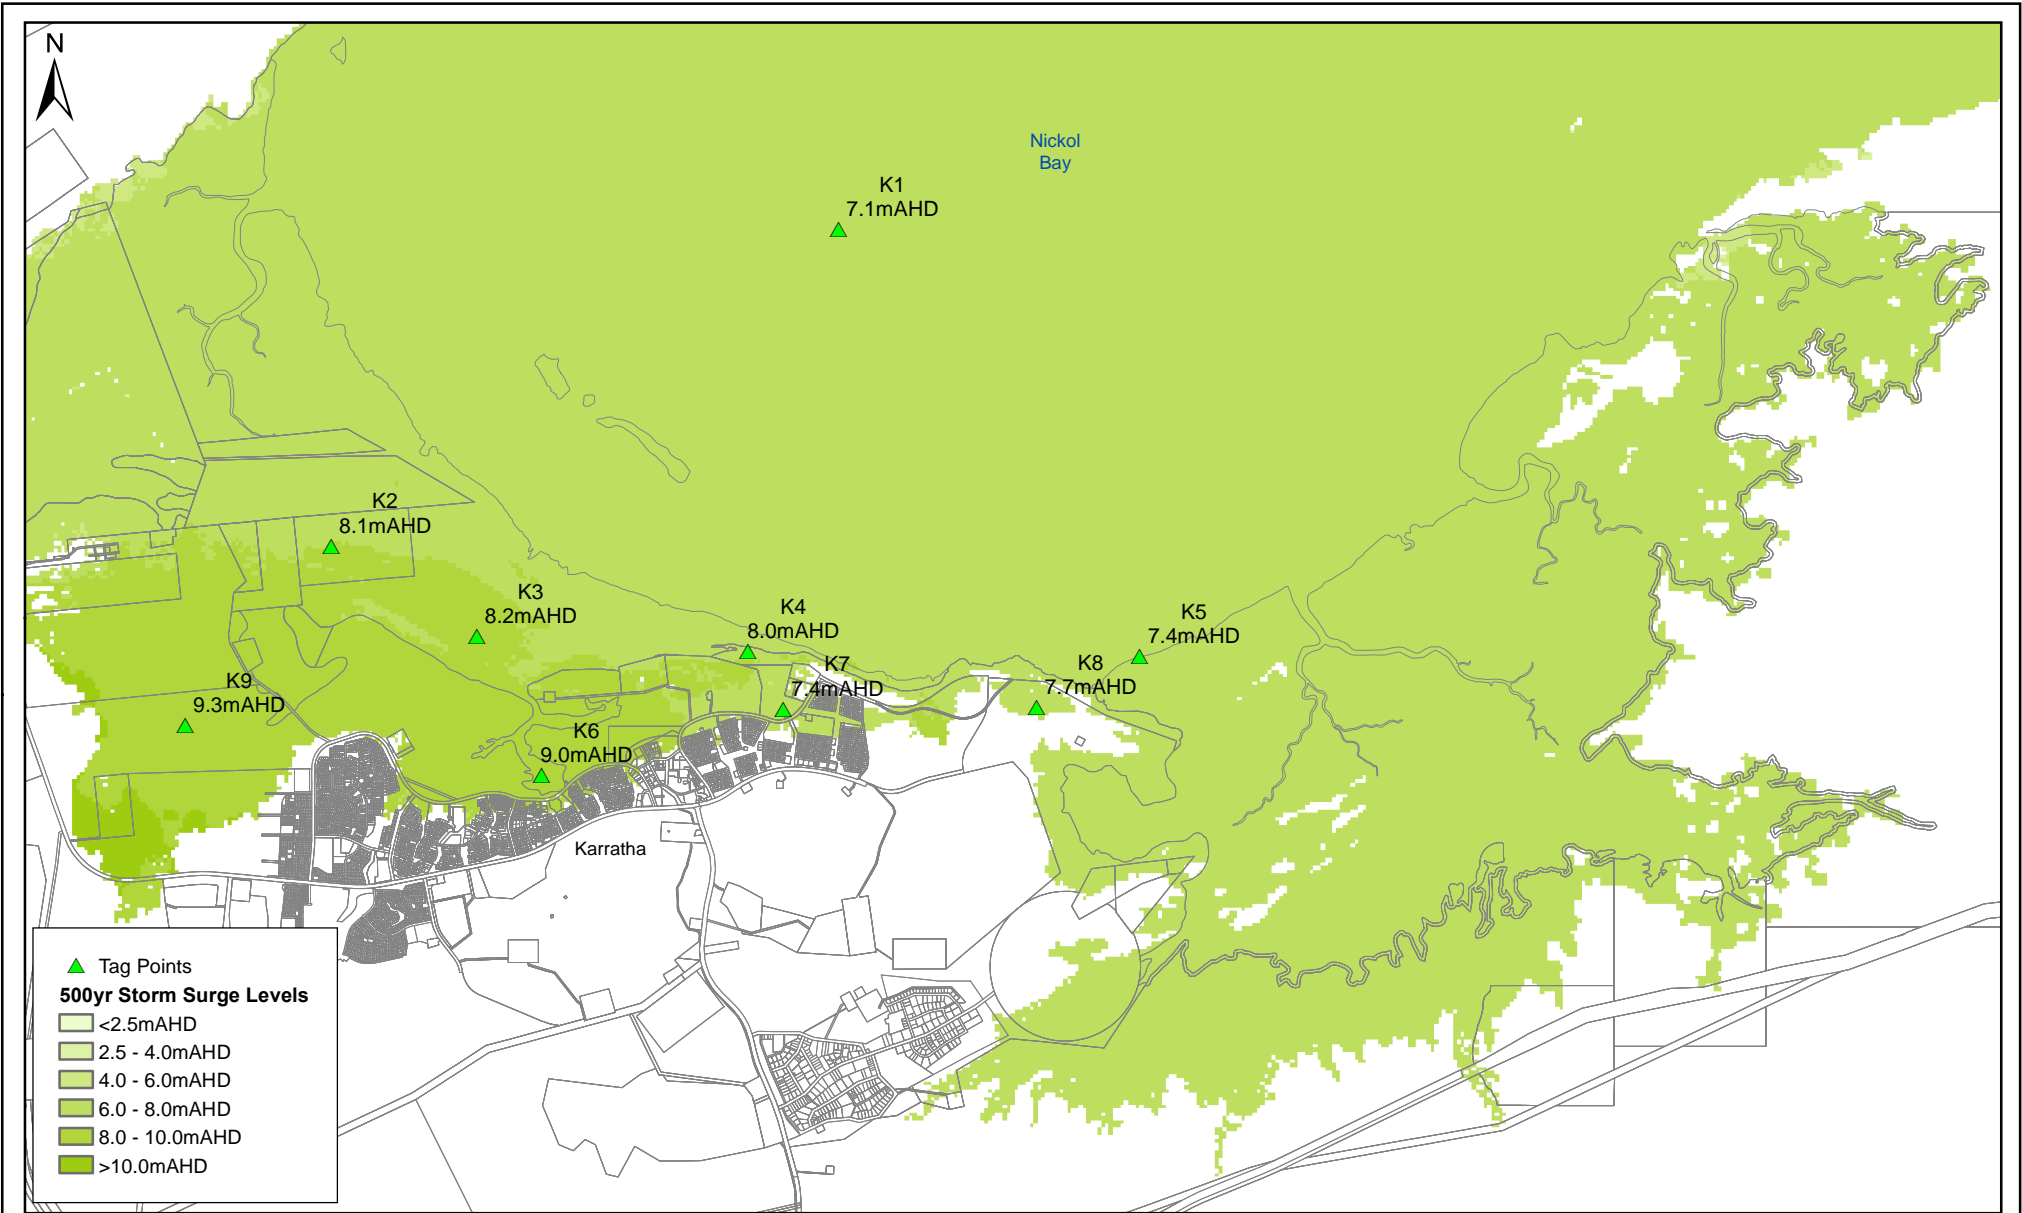 N
Nickol
Bay
K1
7.1mAHD
K2
8.1mAHD
K3
8.2mAHD
K4
8.0mAHD
K5
7.4mAHD
K7
7.4mAHD
K8
7.7mAHD
K9
9.3mAHD
K6
9.0mAHD
Karratha
Tag Points
500yr Storm Surge Levels
<2.5mAHD
2.5 - 4.0mAHD
4.0 - 6.0mAHD
6.0 - 8.0mAHD
8.0 - 10.0mAHD
>10.0mAHD